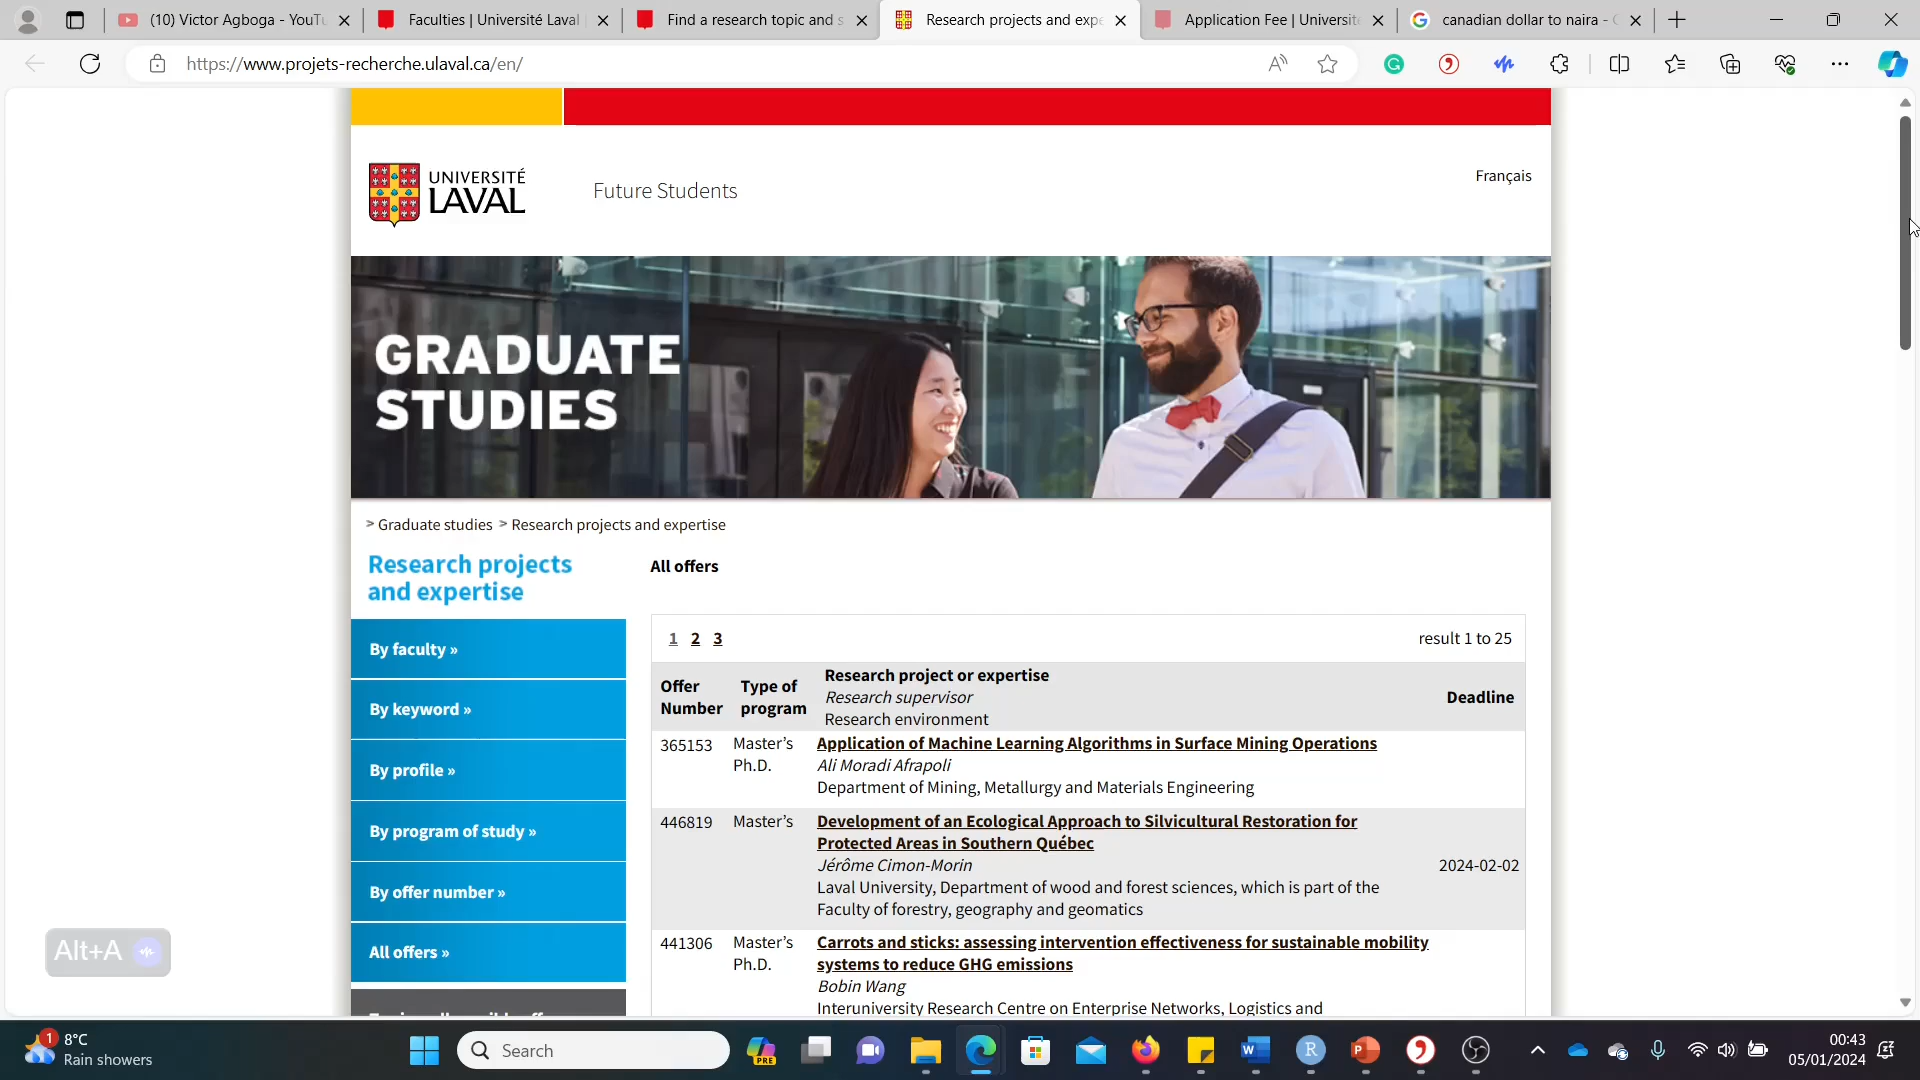 (10) Victor Agboga - YouTu
Faculties | Université Laval
Find a research topic and s
Research projects and expe
Application Fee | Universit
canadian dollar to naira -
https://www.projets-recherche.ulaval.ca/en/
UNIVERSITÉ
LAVAL
Future Students
Français
GRADUATE
STUDIES
> Graduate studies > Research projects and expertise
Research projects
and expertise
All offers
By faculty »
By keyword »
By profile »
By program of study »
By offer number »
All offers »
1 2 3
result 1 to 25
Offer
Number
Type of
program
Research project or expertise
Research supervisor
Research environment
Deadline
365153
Master’s
Ph.D.
Application of Machine Learning Algorithms in Surface Mining Operations
Ali Moradi Afrapoli
Department of Mining, Metallurgy and Materials Engineering
446819
Master’s
Development of an Ecological Approach to Silvicultural Restoration for
Protected Areas in Southern Québec
Jérôme Cimon-Morin
Laval University, Department of wood and forest sciences, which is part of the
Faculty of forestry, geography and geomatics
2024-02-02
441306
Master’s
Ph.D.
Carrots and sticks: assessing intervention effectiveness for sustainable mobility
systems to reduce GHG emissions
Bobin Wang
Interuniversity Research Centre on Enterprise Networks, Logistics and
Alt+A
1
8°C
Rain showers
Search
PRE
00:43
05/01/2024